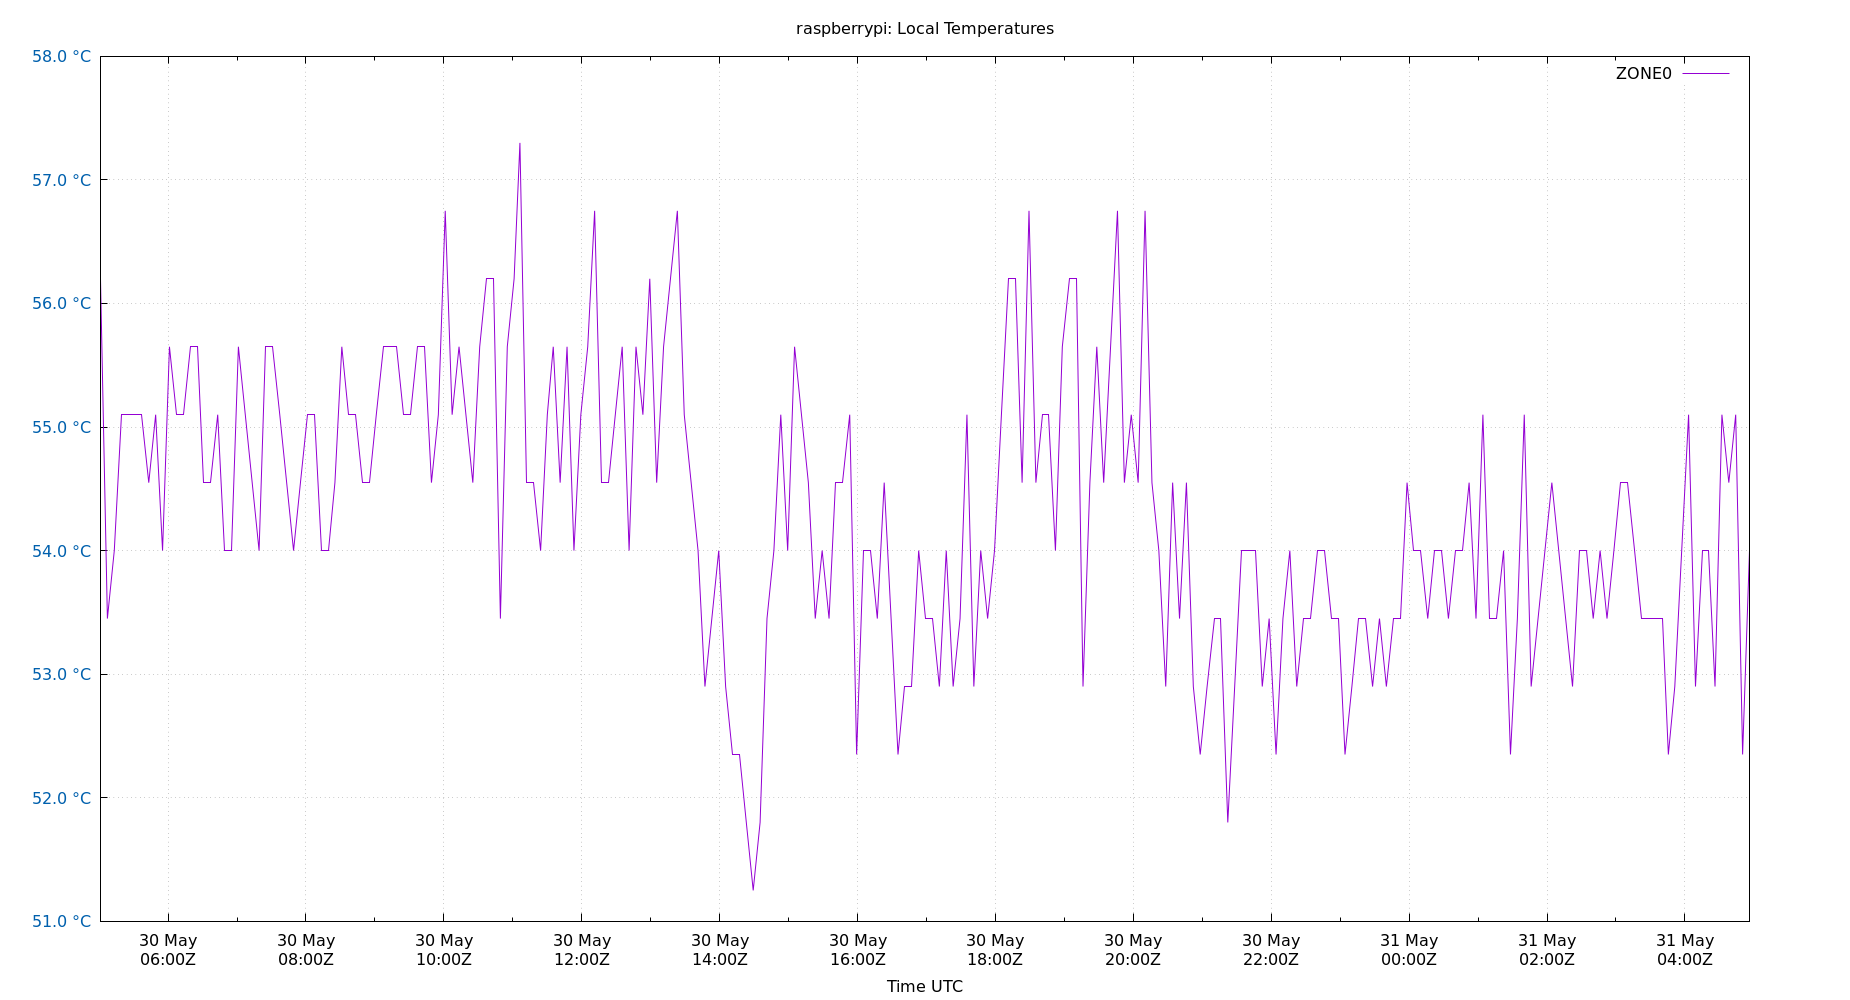 raspberrypi: Local Temperatures
58.0 °C
ZONE0
57.0 °C
56.0 °C
55.0 °C
54.0 °C
53.0 °C
52.0 °C
51.0 °C
30 May 30 May 30 May 30 May 30 May 30 May 30 May 30 May 30 May 31 May 31 May 31 May
06:00Z 08:00Z 10:00Z 12:00Z 14:00Z 16:00Z 18:00Z 20:00Z 22:00Z 00:00Z 02:00Z 04:00Z
Time UTC